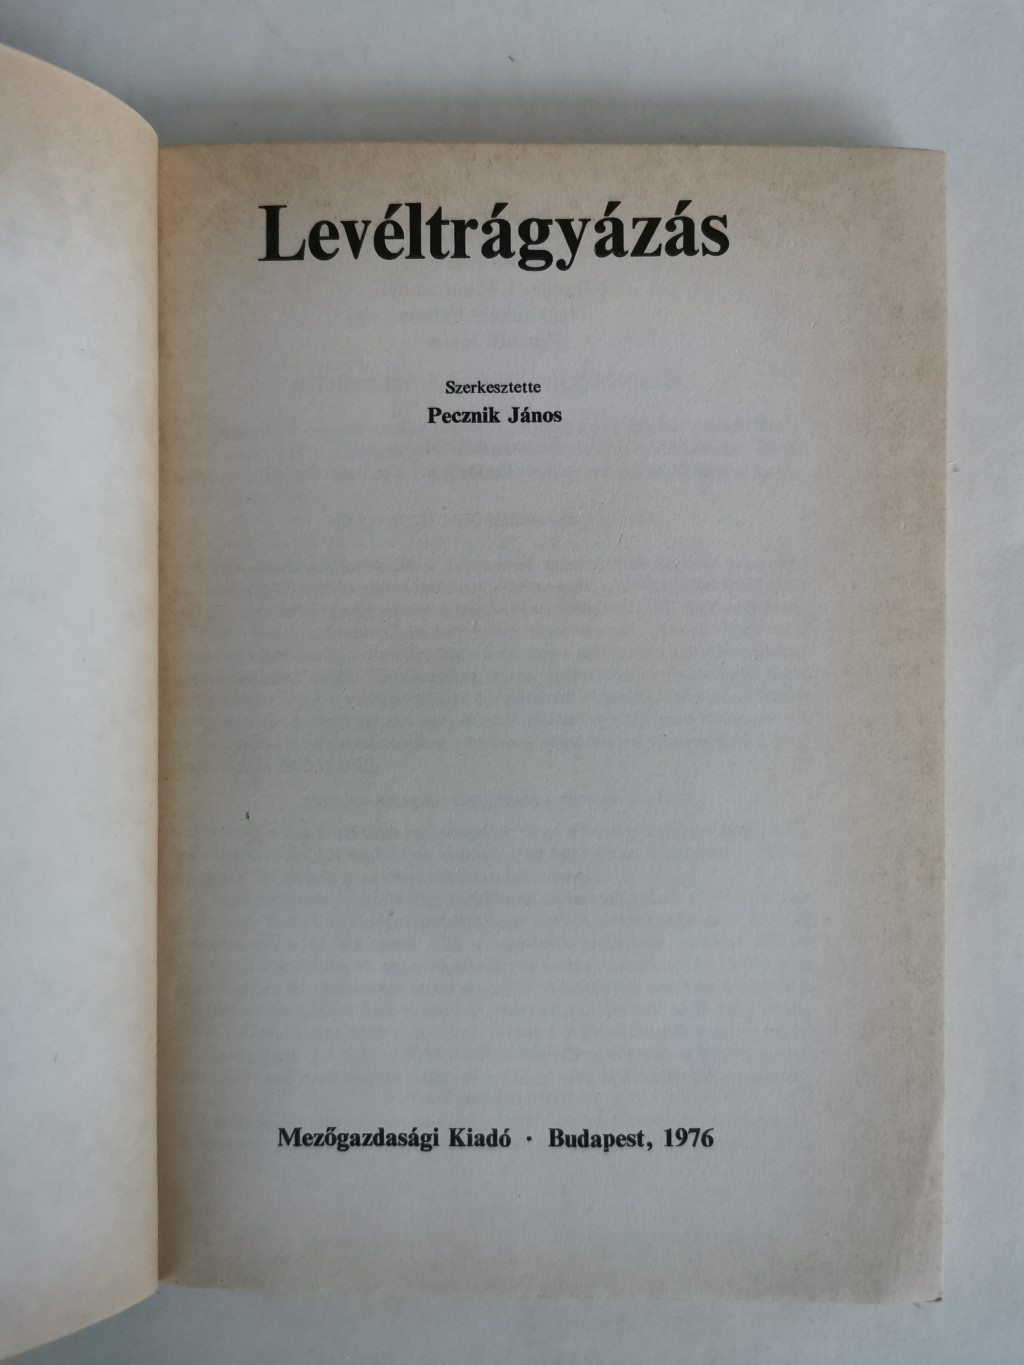 Levéltrágyázás
Szerkesztette
Pecznik János
Mezőgazdasági Kiadó · Budapest, 1976